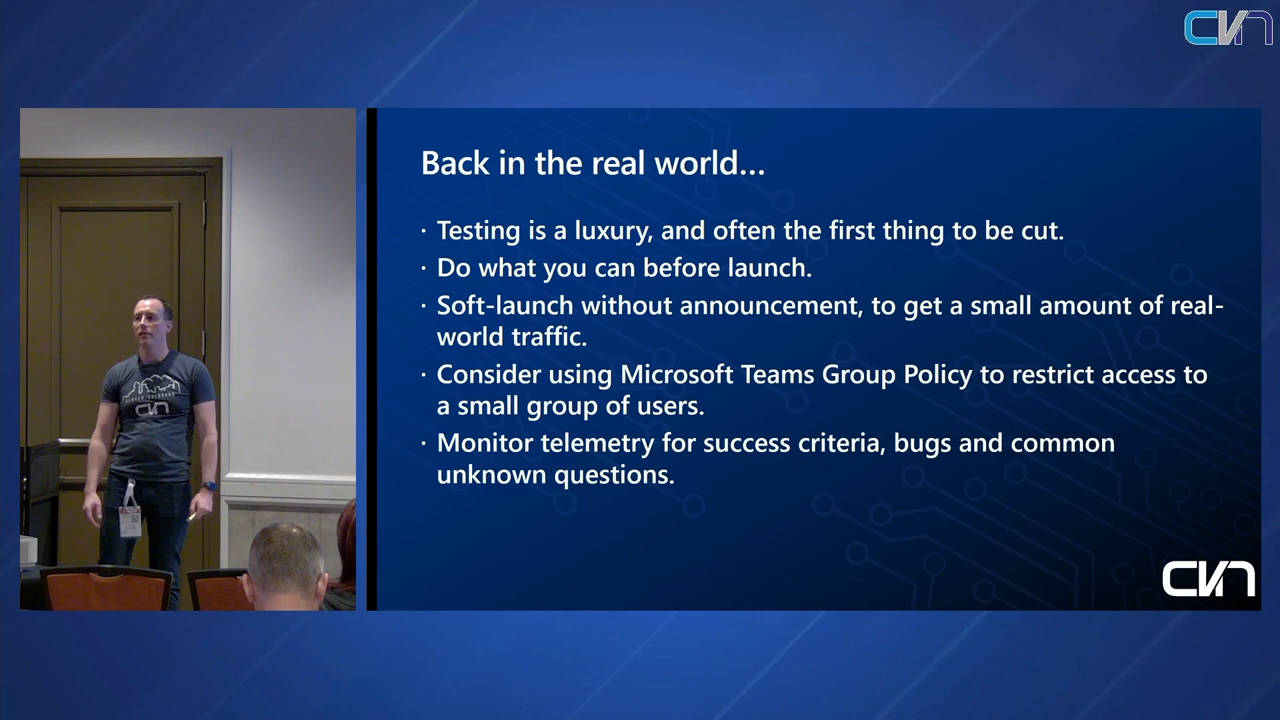 CVN
Back in the real world...
· Testing is a luxury, and often the first thing to be cut.
· Do what you can before launch.
· Soft-launch without announcement, to get a small amount of real-
world traffic.
· Consider using Microsoft Teams Group Policy to restrict access to
a small group of users.
· Monitor telemetry for success criteria, bugs and common
unknown questions.
DENVER, COLORADO
CVN
CVN